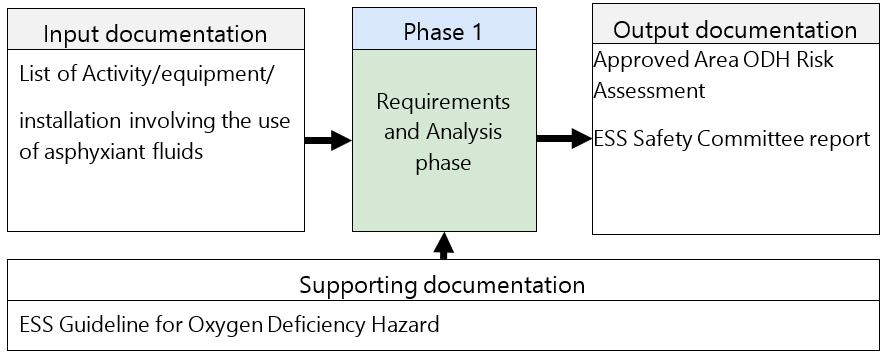 Input documentation
List of Activity/equipment/
installation involving the use
of asphyxiant fluids
Phase 1
Requirements
and Analysis
phase
Output documentation
Approved Area ODH Risk
Assessment
ESS Safety Committee report
Supporting documentation
ESS Guideline for Oxygen Deficiency Hazard